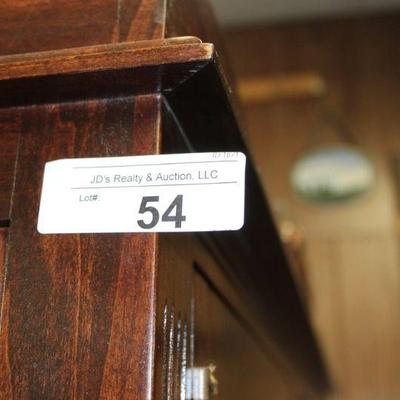 JD's Realty & Auction, LLC
Lot#:
54